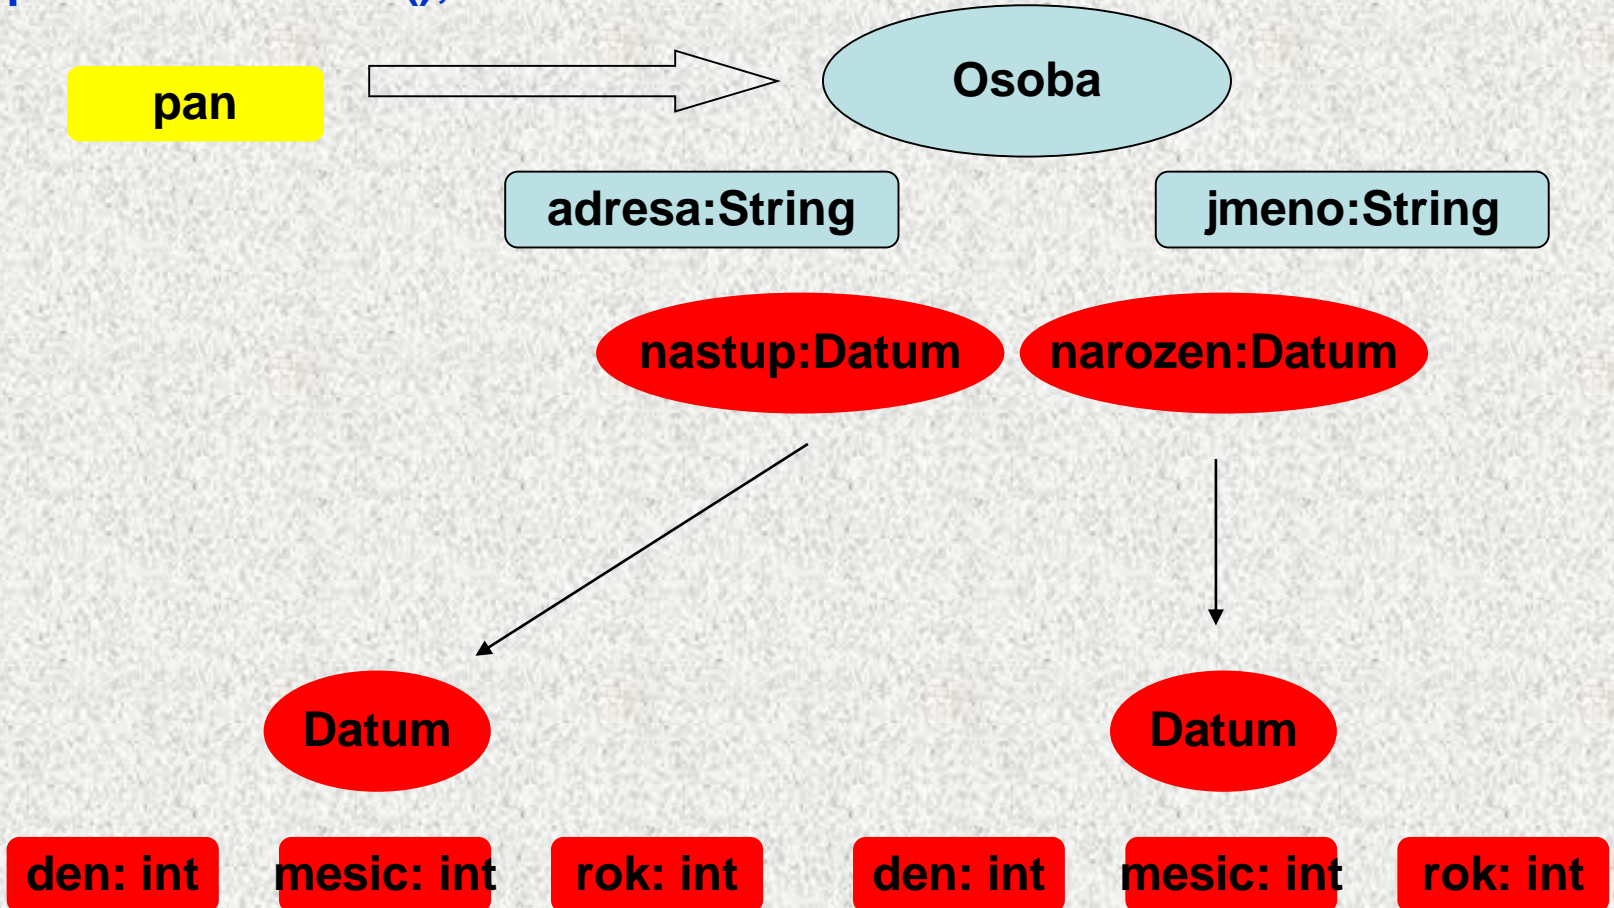 pan
Osoba
adresa:String
jmeno:String
nastup:Datum
narozen:Datum
Datum
Datum
den: int
mesic: int
rok: int
den: int
mesic: int
rok: int